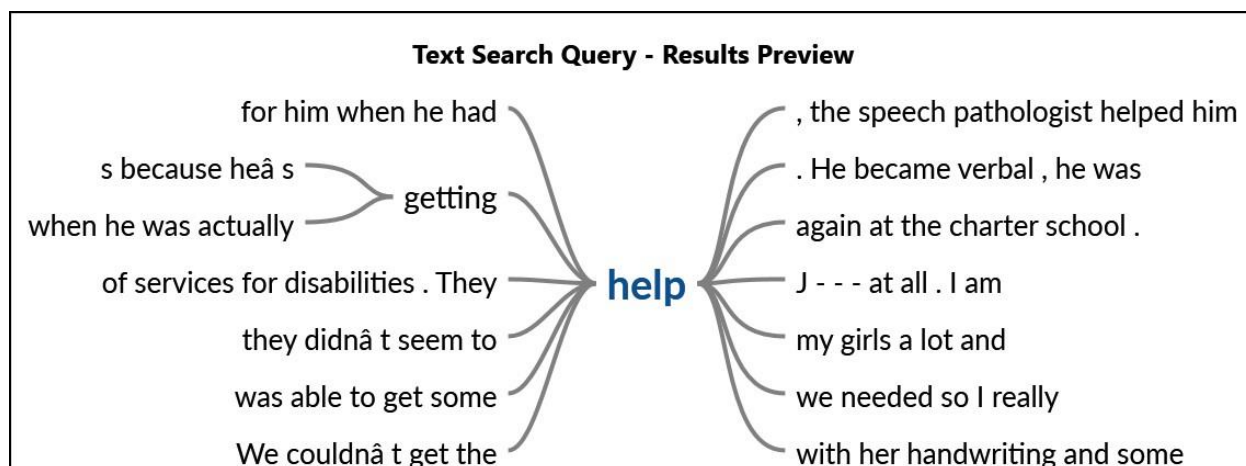 Text Search Query - Results Preview
for him when he had
, the speech pathologist helped him
s because heâ s
getting
. He became verbal , he was
when he was actually
again at the charter school .
of services for disabilities . They
help
J - - - at all . I am
they didnâ t seem to
my girls a lot and
was able to get some
we needed so I really
We couldnâ t get the
with her handwriting and some